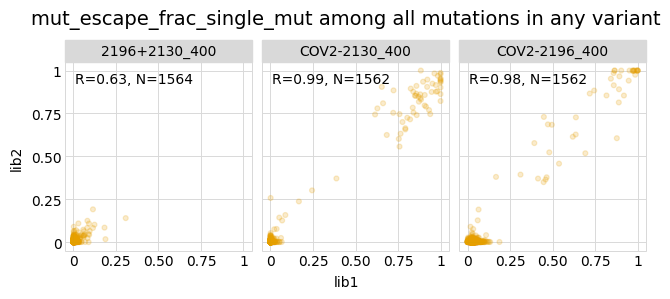 mut_escape_frac_single_mut among all mutations in any variant
2196+2130_400 COV2-2130_400 COV2-2196_400
R=0.63, N=1564 R=0.99, N=1562 R=0.98, N=1562
1
0.75
0.50
0.25
0
lib2
0 0.25 0.50 0.75 1 0 0.25 0.50 0.75 1 0 0.25 0.50 0.75 1
lib1